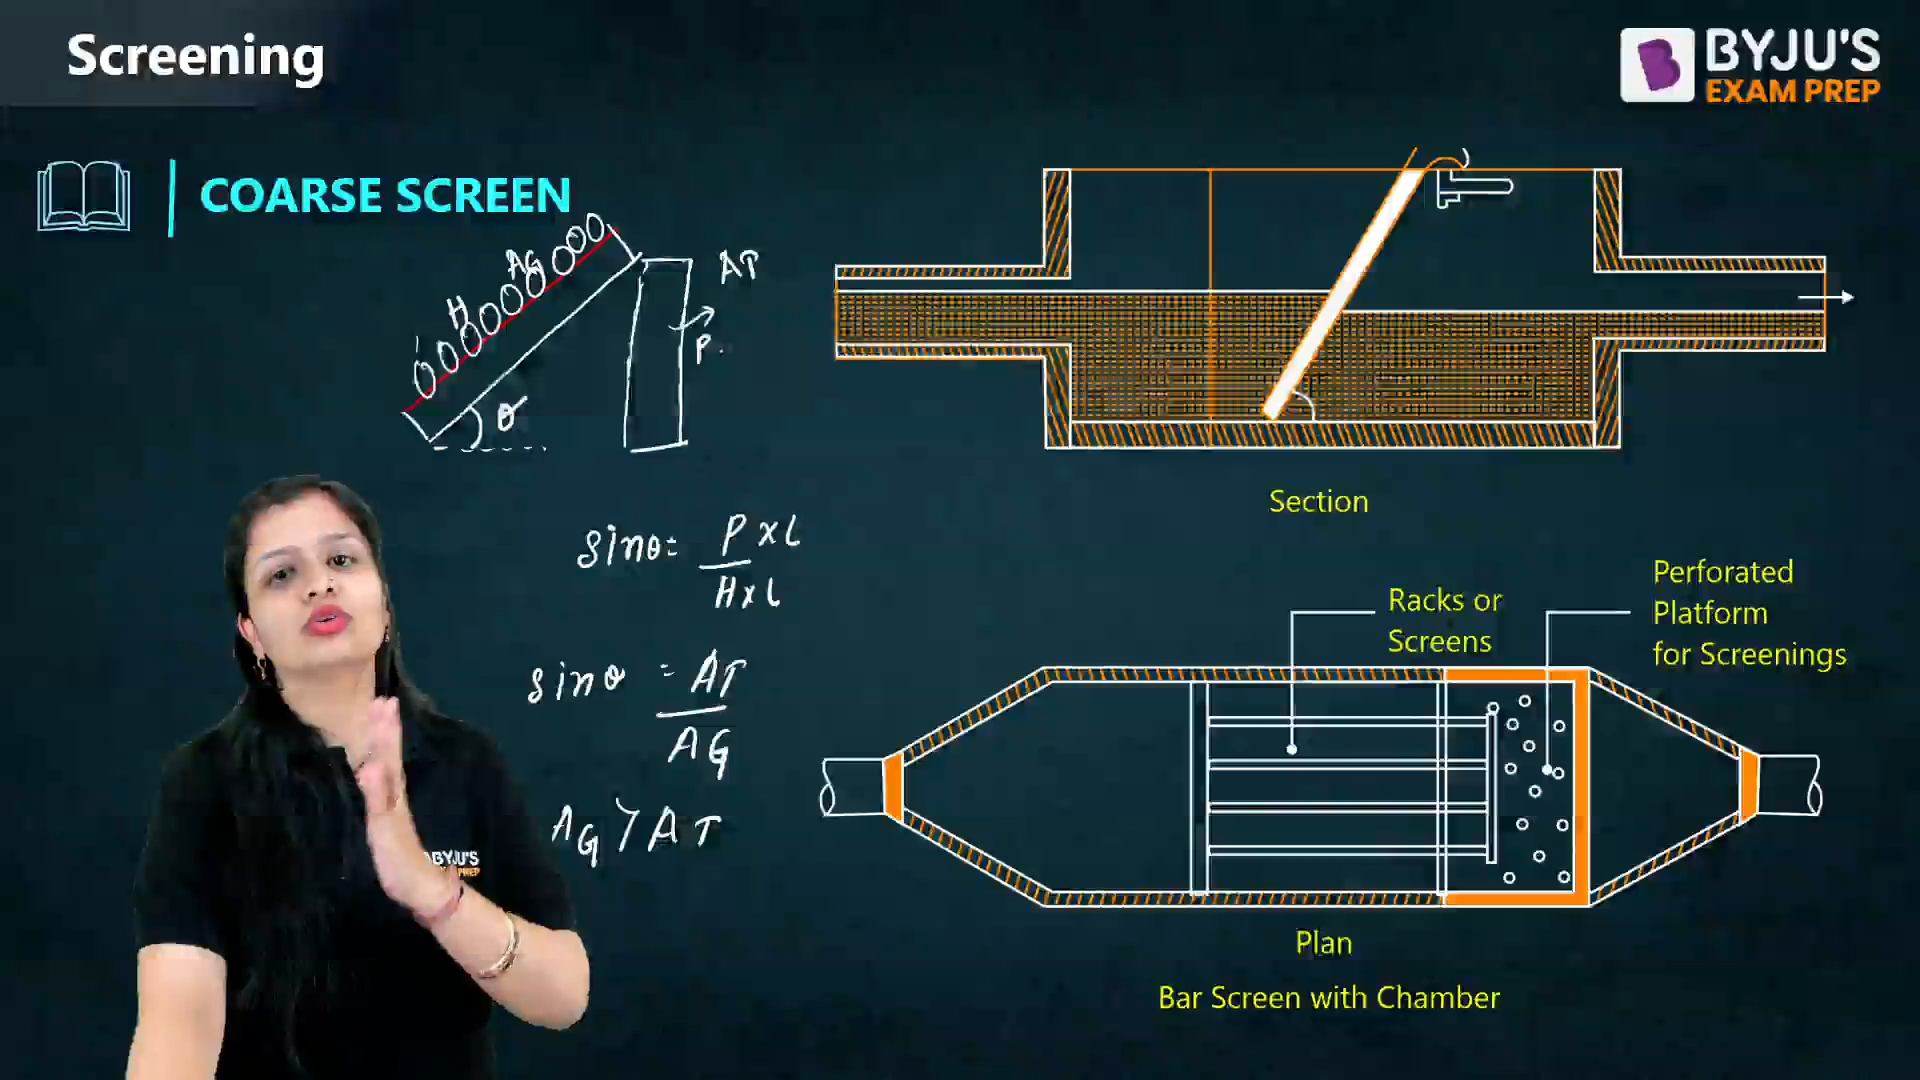 Screening
BYJU'S
EXAM PREP
COARSE SCREEN
AG
H
AT
P.
θ
Sinθ = P x L
H x L
Sinθ = AT
AG
AG > AT
BYJU'S
Section
Racks or
Screens
Perforated
Platform
for Screenings
Plan
Bar Screen with Chamber